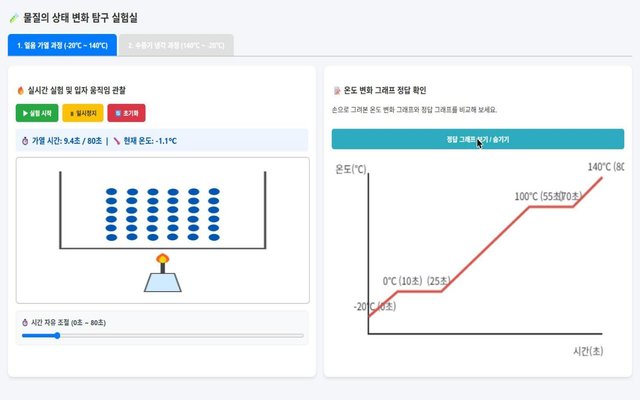 물질의 상태 변화 탐구 실험실
1. 얼음 가열 과정 (-20℃ ~ 140℃)
2. 수증기 냉각 과정 (140℃ ~ -20℃)
실시간 실험 및 입자 움직임 관찰
▶ 실험 시작
⏸ 일시정지
초기화
가열 시간: 9.4초 / 80초 | 현재 온도: -1.1℃
시간 자유 조절 (0초 ~ 80초)
온도 변화 그래프 정답 확인
손으로 그려본 온도 변화 그래프와 정답 그래프를 비교해 보세요.
정답 그래프 보기 / 숨기기
온도(℃)
140℃ (80
100℃ (55초)
(70초)
0℃ (10초)
(25초)
-20℃ (0초)
시간(초)